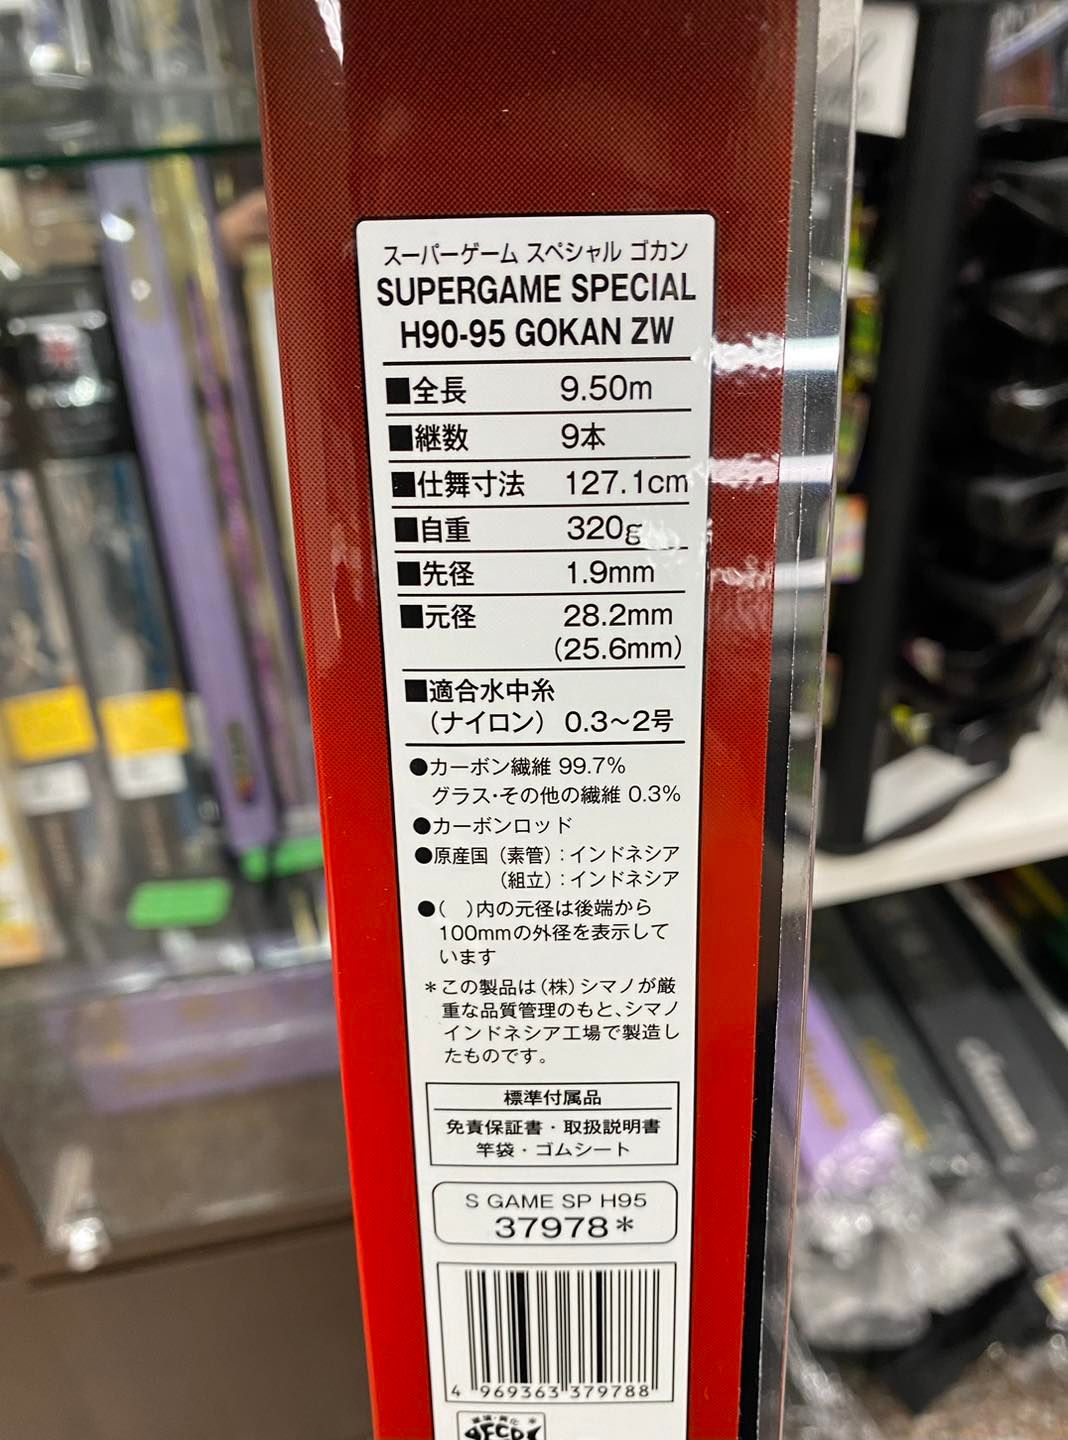 スーパーゲーム スペシャル ゴカン
SUPERGAME SPECIAL
H90-95 GOKAN ZW
■全長 9.50m
■継数 9本
■仕舞寸法 127.1cm
■自重 320g
■先径 1.9mm
■元径 28.2mm
(25.6mm)
■適合水中糸
(ナイロン) 0.3〜2号
●カーボン繊維 99.7%
グラス・その他の繊維 0.3%
●カーボンロッド
●原産国(素管):インドネシア
(組立):インドネシア
●( )内の元径は後端から
100mmの外径を表示して
います
*この製品は(株)シマノが厳
重な品質管理のもと、シマノ
インドネシア工場で製造し
たものです。
標準付属品
免責保証書・取扱説明書
竿袋・ゴムシート
S GAME SP H95
37978*
4 969363 379788